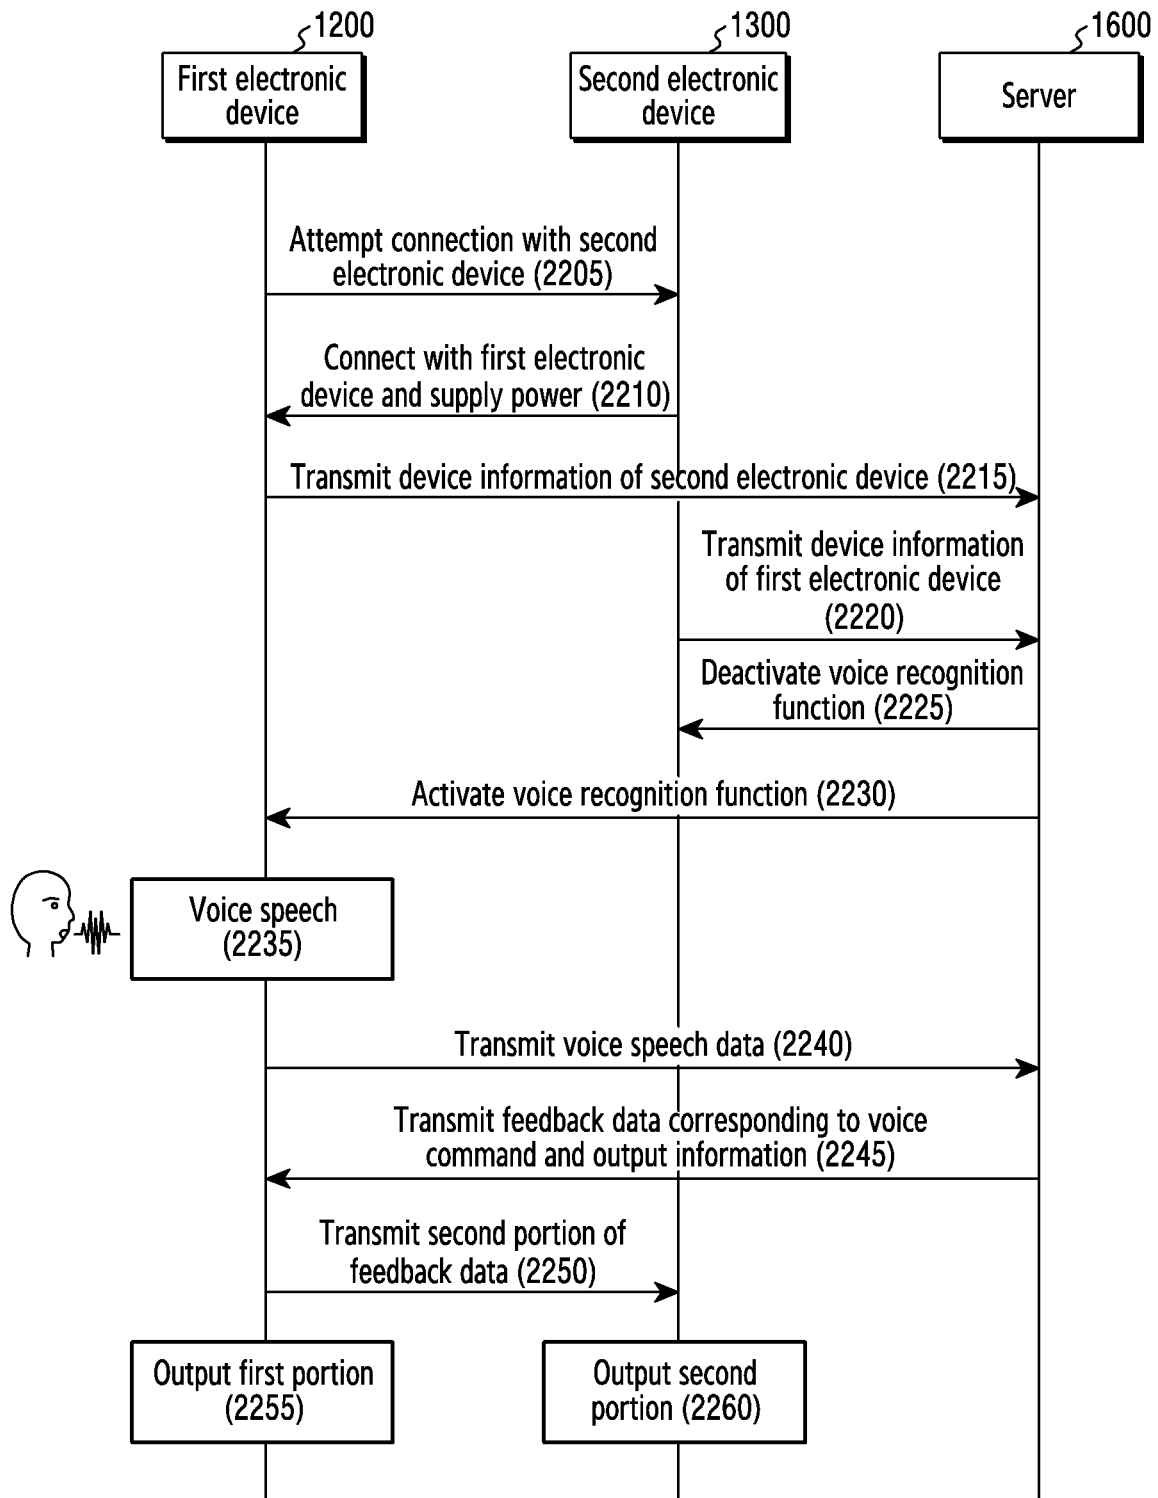 1200
1300
1600
First electronic
device
Second electronic
device
Server
Attempt connection with second
electronic device (2205)
Connect with first electronic
device and supply power (2210)
Transmit device information of second electronic device (2215)
Transmit device information
of first electronic device
(2220)
Deactivate voice recognition
function (2225)
Activate voice recognition function (2230)
Voice speech
(2235)
Transmit voice speech data (2240)
Transmit feedback data corresponding to voice
command and output information (2245)
Transmit second portion of
feedback data (2250)
Output first portion
(2255)
Output second
portion (2260)